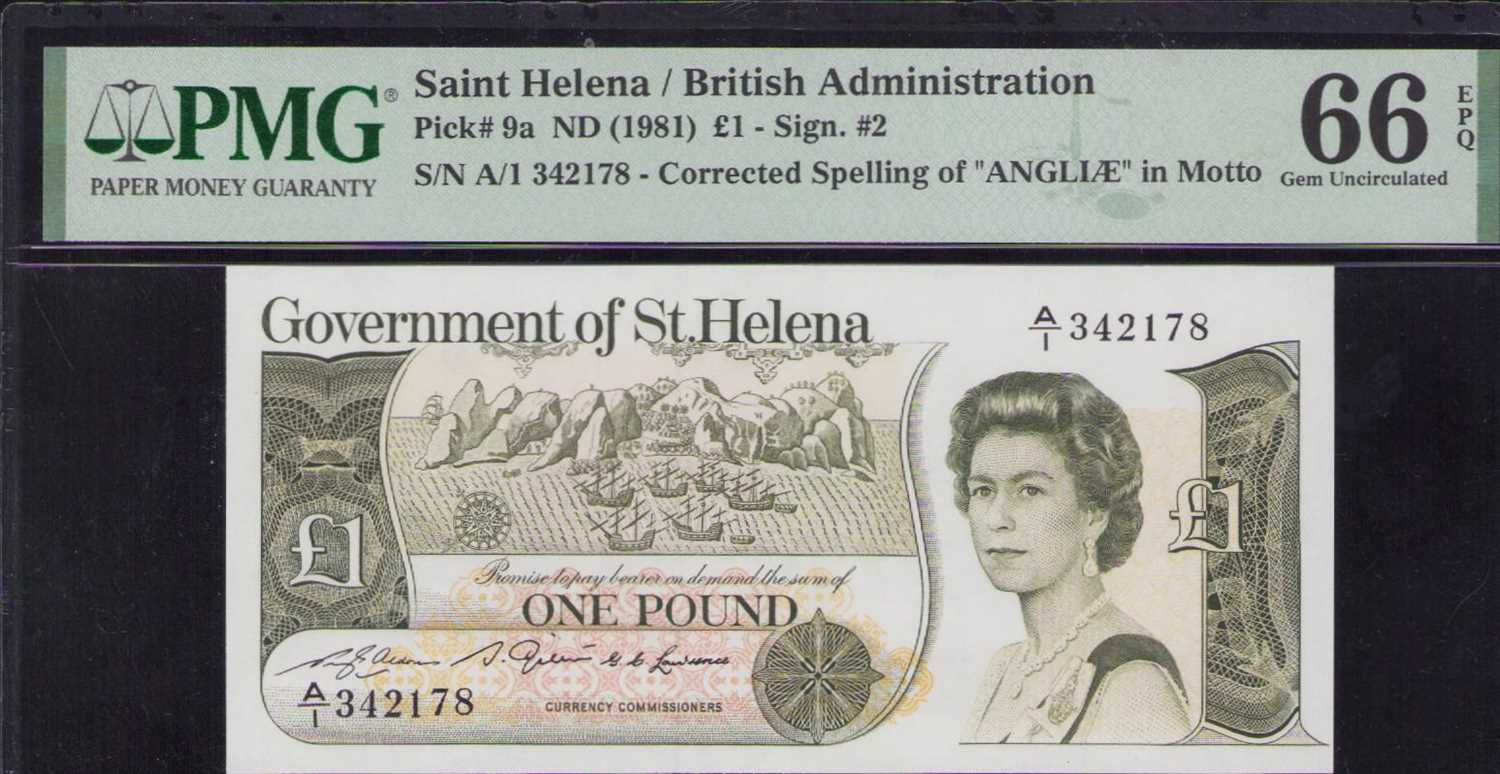 PMG®
PAPER MONEY GUARANTY
Saint Helena / British Administration
Pick# 9a ND (1981) £1 - Sign. #2
S/N A/1 342178 - Corrected Spelling of "ANGLIÆ" in Motto
66
EPQ
Gem Uncirculated
Government of St.Helena
A/1 342178
£1
£1
Promise to pay bearer on demand the sum of
ONE POUND
A/1 342178
CURRENCY COMMISSIONERS